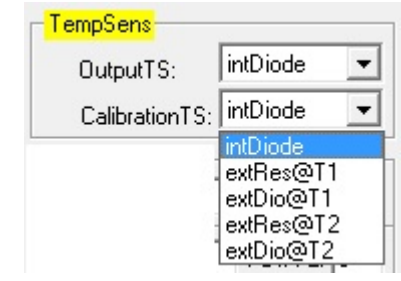 TempSens
OutputTS: intDiode
CalibrationTS: intDiode
intDiode
extRes@T1
extDio@T1
extRes@T2
extDio@T2